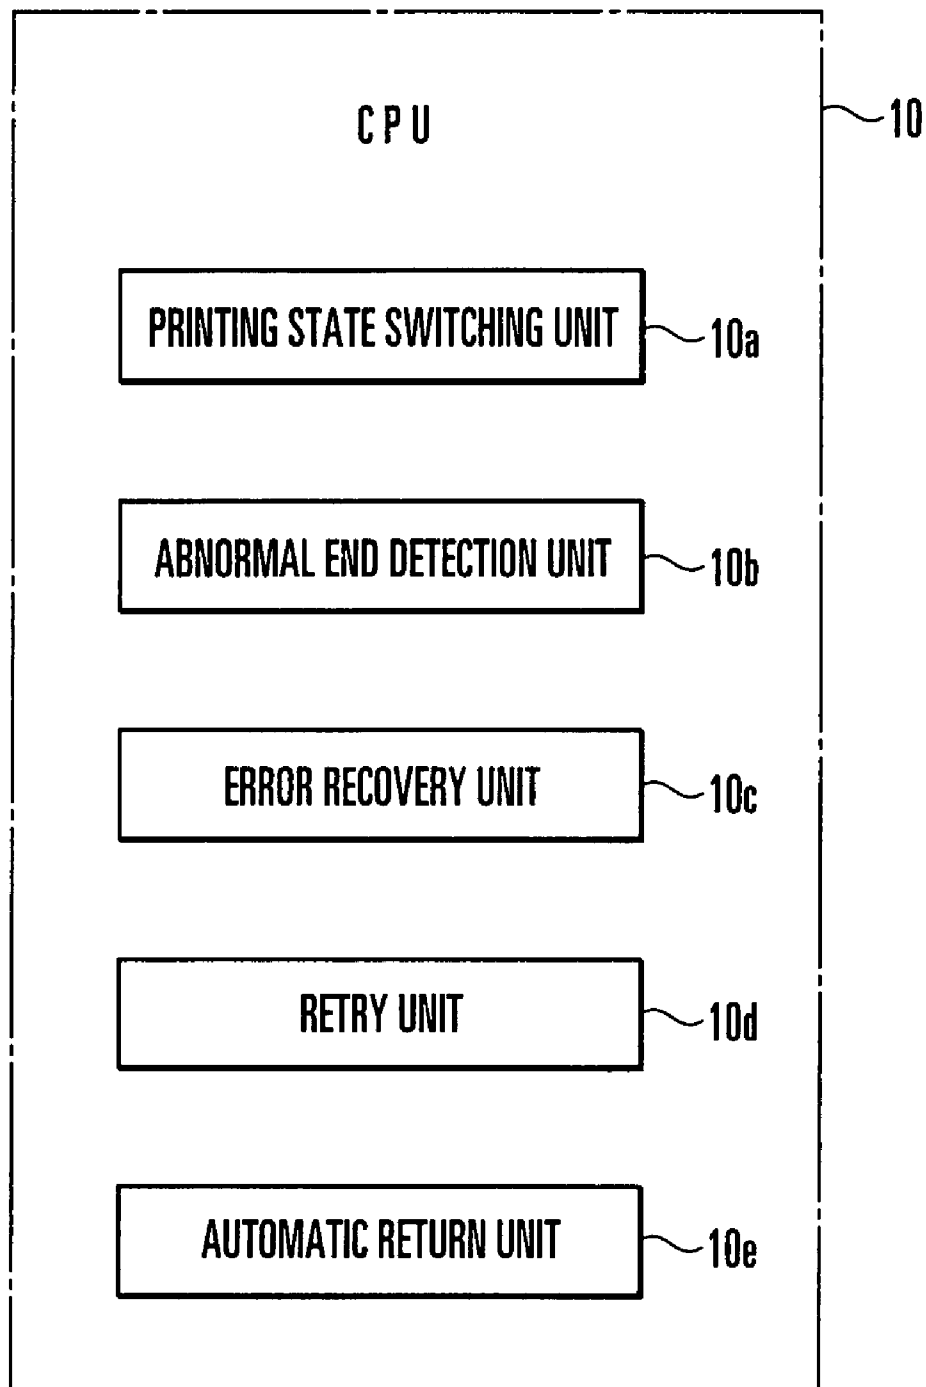 CPU
10
PRINTING STATE SWITCHING UNIT
10a
ABNORMAL END DETECTION UNIT
10b
ERROR RECOVERY UNIT
10c
RETRY UNIT
10d
AUTOMATIC RETURN UNIT
10e